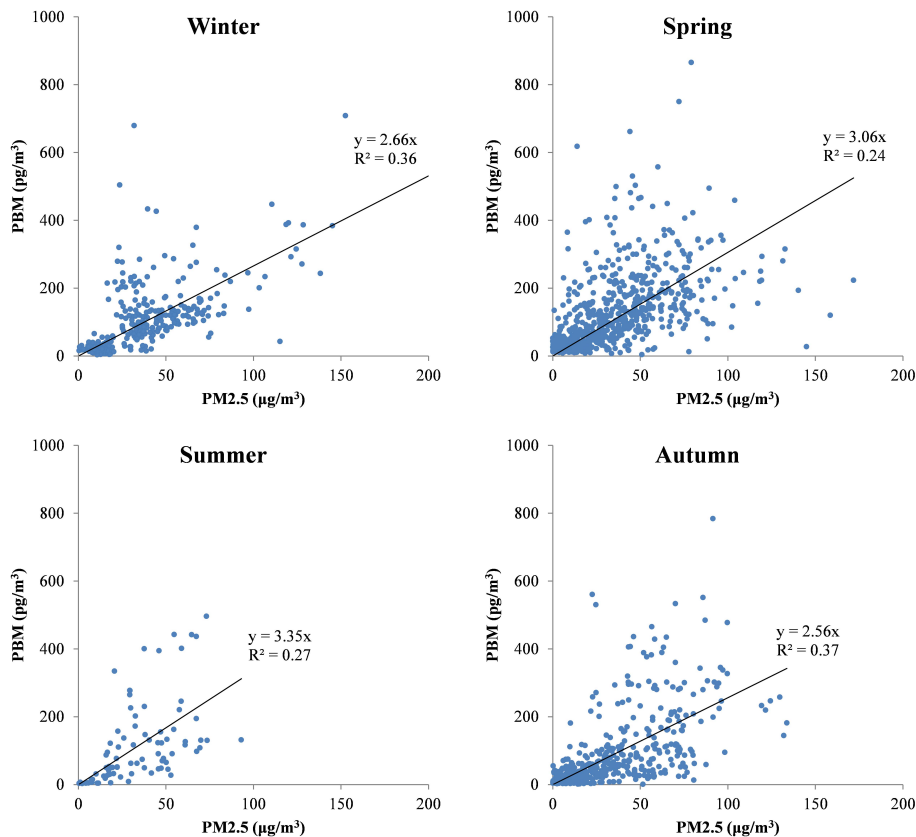 Winter
PBM (pg/m³)
1000
800
600
400
200
0
y = 2.66x
R² = 0.36
0 50 100 150 200
PM2.5 (μg/m³)
Spring
PBM (pg/m³)
1000
800
600
400
200
0
y = 3.06x
R² = 0.24
0 50 100 150 200
PM2.5 (μg/m³)
Summer
PBM (pg/m³)
1000
800
600
400
200
0
y = 3.35x
R² = 0.27
0 50 100 150 200
PM2.5 (μg/m³)
Autumn
PBM (pg/m³)
1000
800
600
400
200
0
y = 2.56x
R² = 0.37
0 50 100 150 200
PM2.5 (μg/m³)